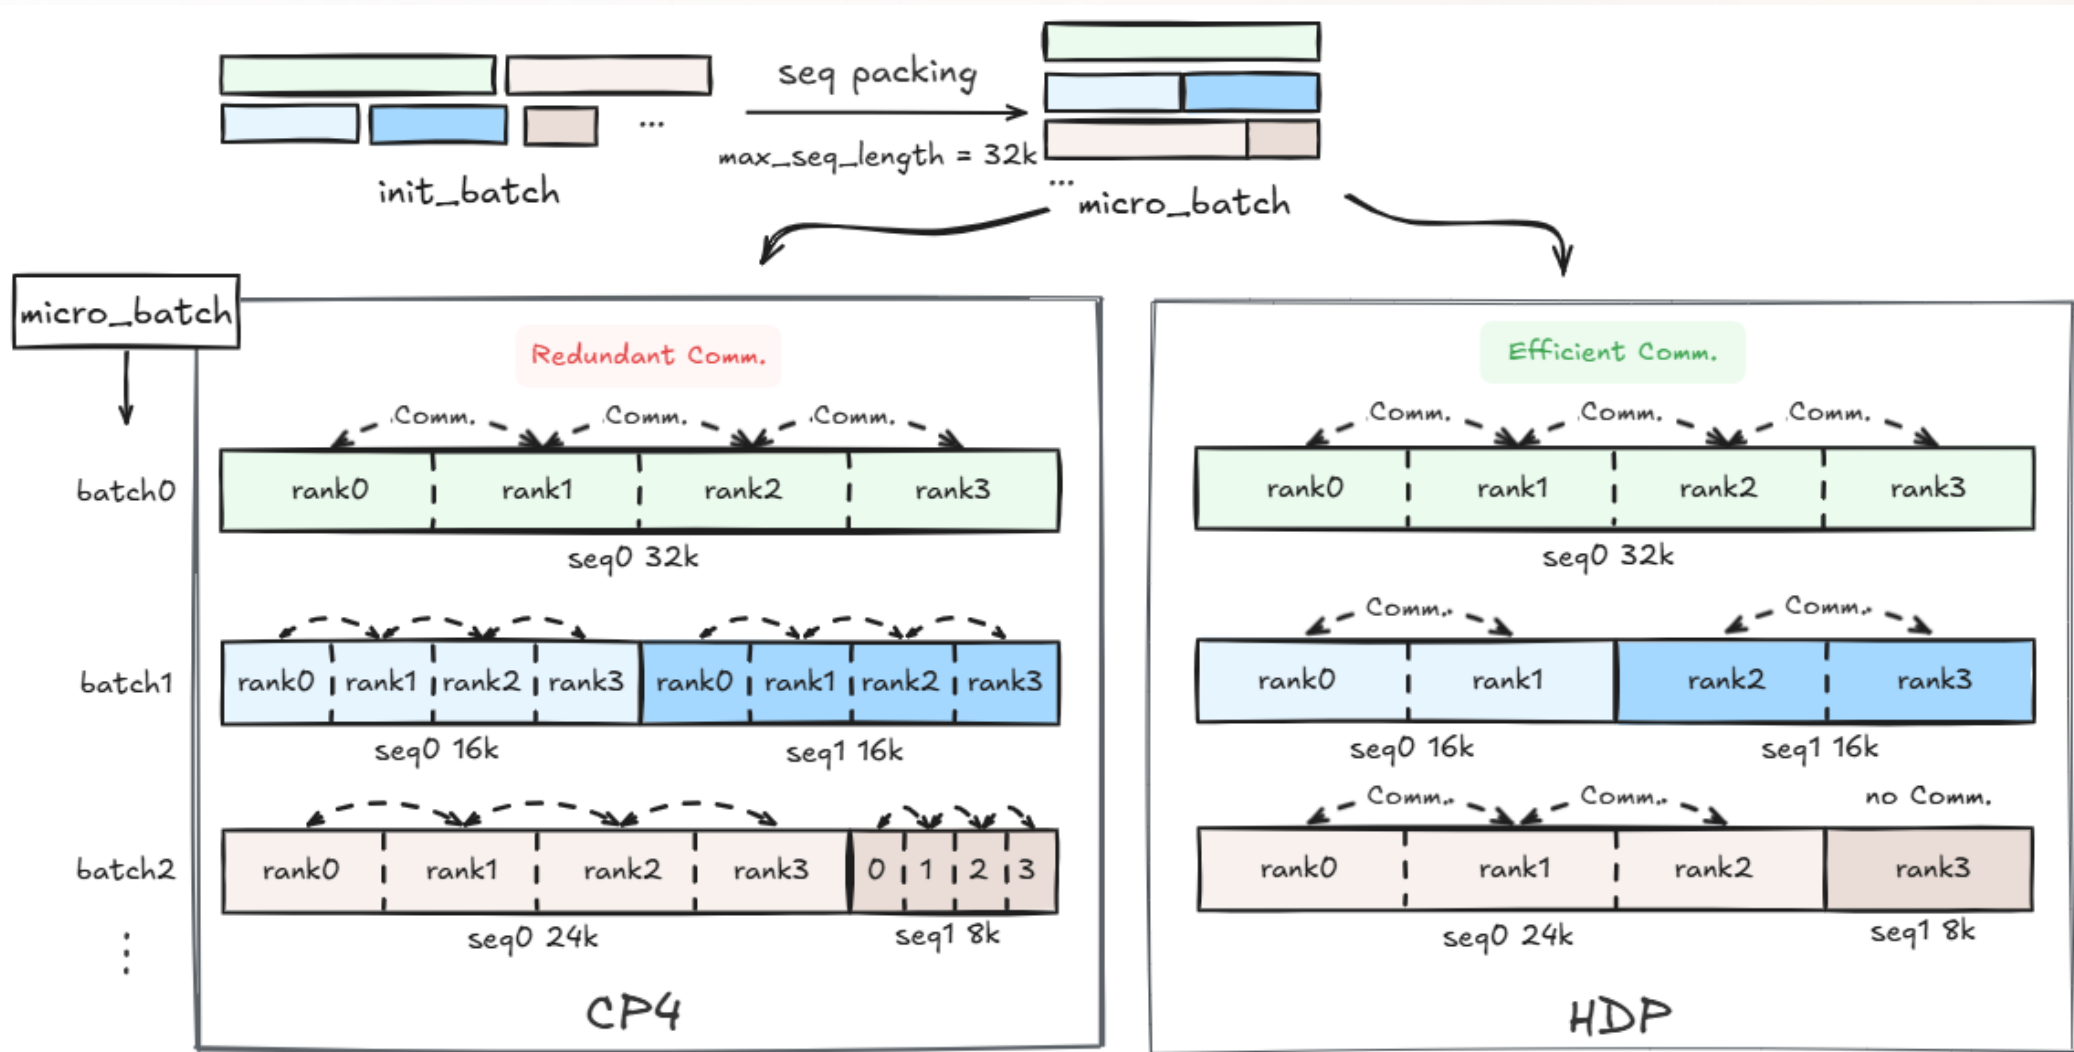 seq packing
max_seq_length = 32k
...
init_batch
...
micro_batch
micro_batch
Redundant Comm.
Comm. Comm. Comm.
batch0
rank0 rank1 rank2 rank3
seq0 32k
batch1
rank0 rank1 rank2 rank3 rank0 rank1 rank2 rank3
seq0 16k seq1 16k
batch2
rank0 rank1 rank2 rank3 0 1 2 3
seq0 24k seq1 8k
CP4
Efficient Comm.
Comm. Comm. Comm.
rank0 rank1 rank2 rank3
seq0 32k
Comm. Comm.
rank0 rank1 rank2 rank3
seq0 16k seq1 16k
Comm. Comm. no Comm.
rank0 rank1 rank2 rank3
seq0 24k seq1 8k
HDP